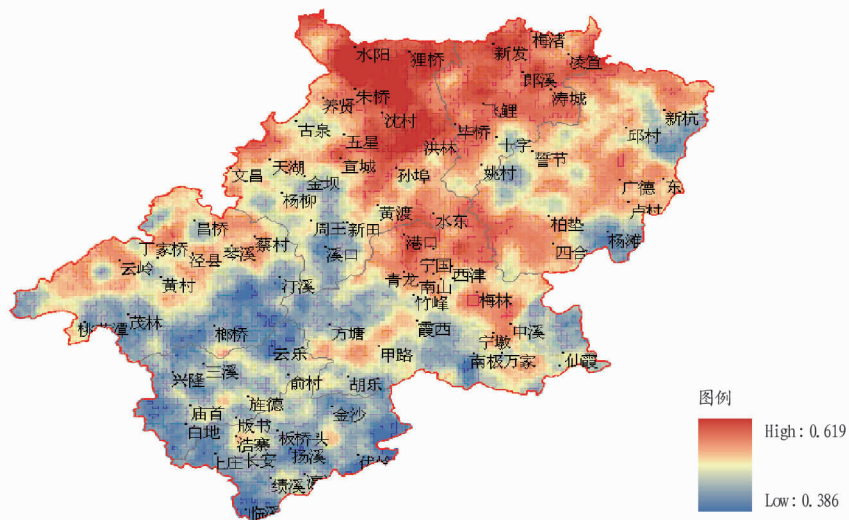 水阳
狸桥
新发
梅渚
凌笪
郎溪
涛城
养贤
朱桥
飞鲤
新杭
古泉
沈村
毕桥
邱村
五星
洪林
十字
誓节
文昌
天湖
宣城
孙埠
姚村
金坝
广德
东
杨柳
卢村
黄渡
昌桥
周王
新田
水东
柏垫
丁家桥
蔡村
溪口
港口
四合
杨滩
云岭
泾县
琴溪
宁国
黄村
汀溪
青龙
南山
西津
竹峰
梅林
茂林
榔桥
方塘
霞西
宁墩
中溪
云乐
甲路
南极
万家
仙霞
兴隆
三溪
俞村
胡乐
庙首
旌德
金沙
白地
版书
浩寨
板桥头
上庄
长安
扬溪
绩溪
临溪
图例
High: 0.619
Low: 0.386